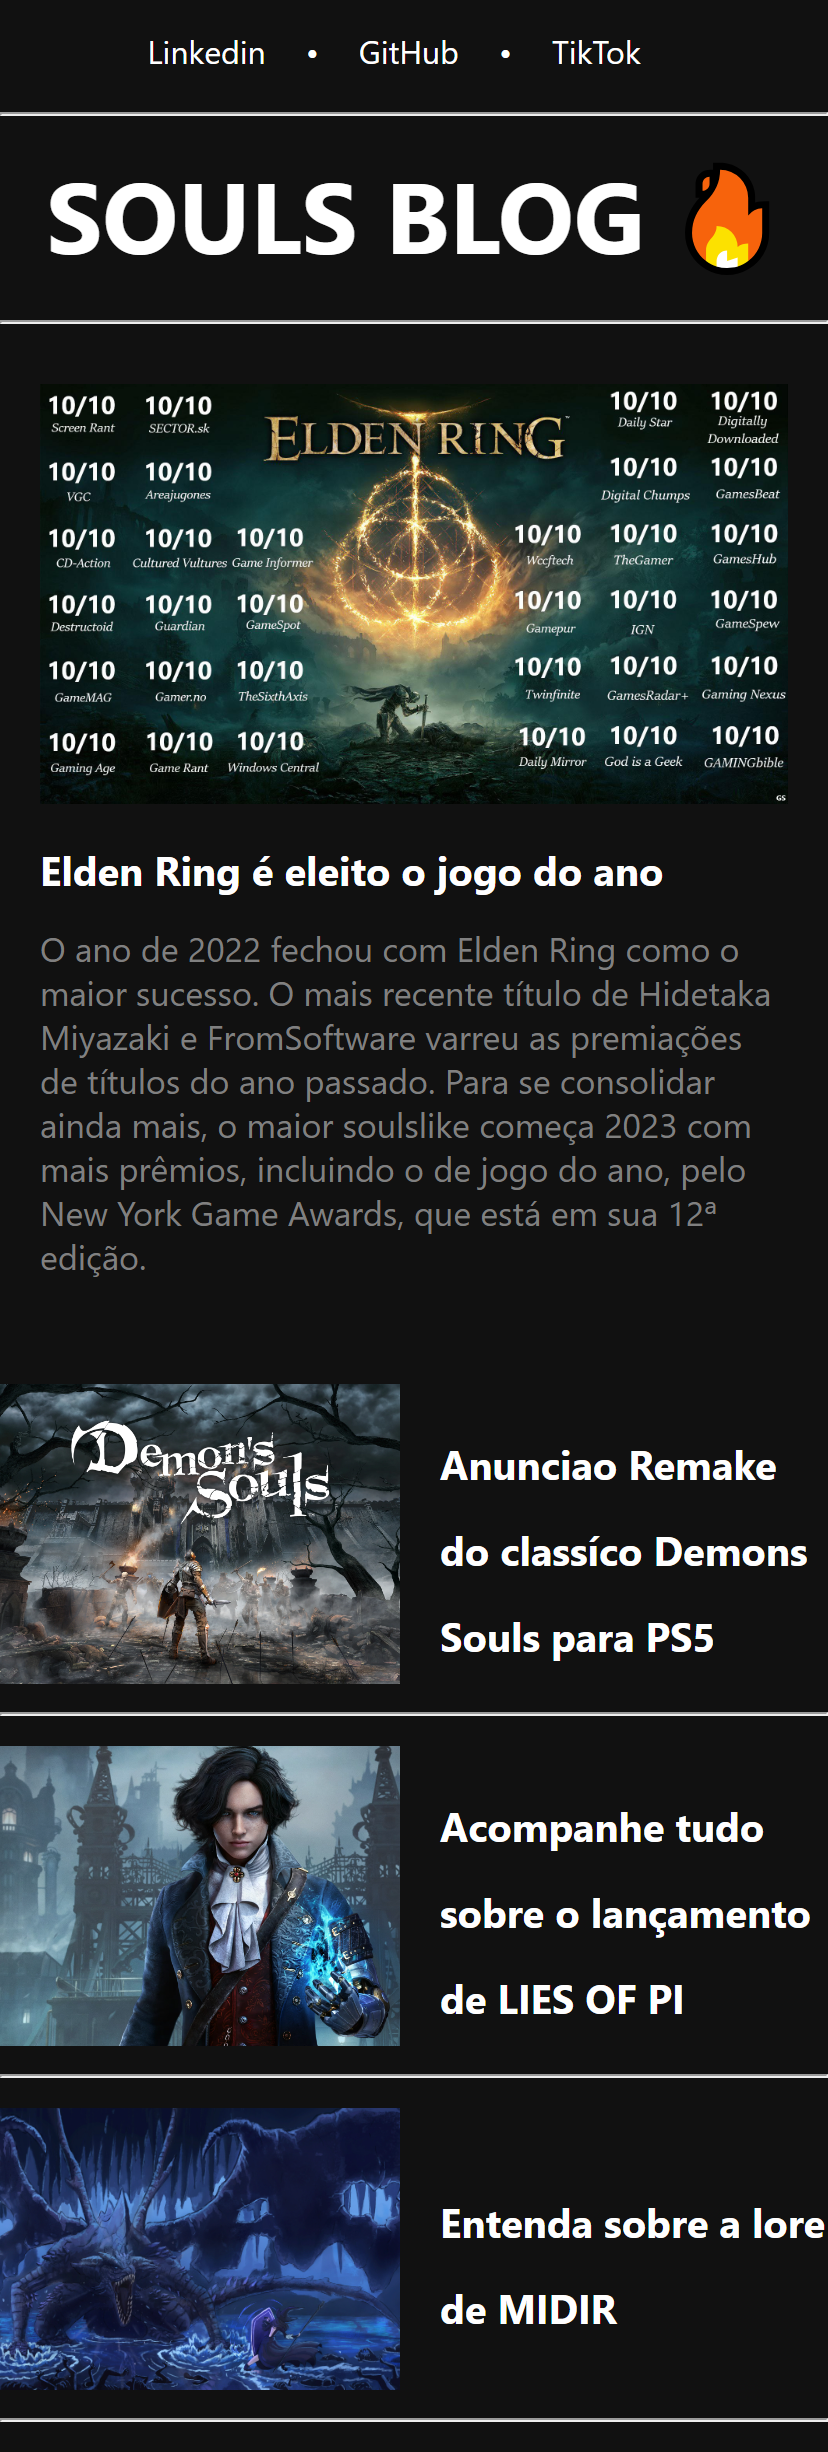 Linkedin • GitHub • TikTok
SOULS BLOG
ELDEN RING
10/10 10/10 10/10 10/10
Screen Rant SECTOR.sk Daily Star Digitally Downloaded
10/10 10/10 10/10 10/10
VGC Areajugones Digital Chumps GamesBeat
10/10 10/10 10/10 10/10 10/10 10/10
CD-Action Cultured Vultures Game Informer Wccftech TheGamer GamesHub
10/10 10/10 10/10 10/10 10/10 10/10
Destructoid Guardian GameSpot Gamepur IGN GameSpew
10/10 10/10 10/10 10/10 10/10 10/10
GameMAG Gamer.no TheSixthAxis Twinfinite GamesRadar+ Gaming Nexus
10/10 10/10 10/10 10/10 10/10 10/10
Gaming Age Game Rant Windows Central Daily Mirror God is a Geek GAMINGbible
GS
Elden Ring é eleito o jogo do ano
O ano de 2022 fechou com Elden Ring como o
maior sucesso. O mais recente título de Hidetaka
Miyazaki e FromSoftware varreu as premiações
de títulos do ano passado. Para se consolidar
ainda mais, o maior soulslike começa 2023 com
mais prêmios, incluindo o de jogo do ano, pelo
New York Game Awards, que está em sua 12ª
edição.
Demon's
Souls
Anunciao Remake
do classíco Demons
Souls para PS5
Acompanhe tudo
sobre o lançamento
de LIES OF PI
Entenda sobre a lore
de MIDIR